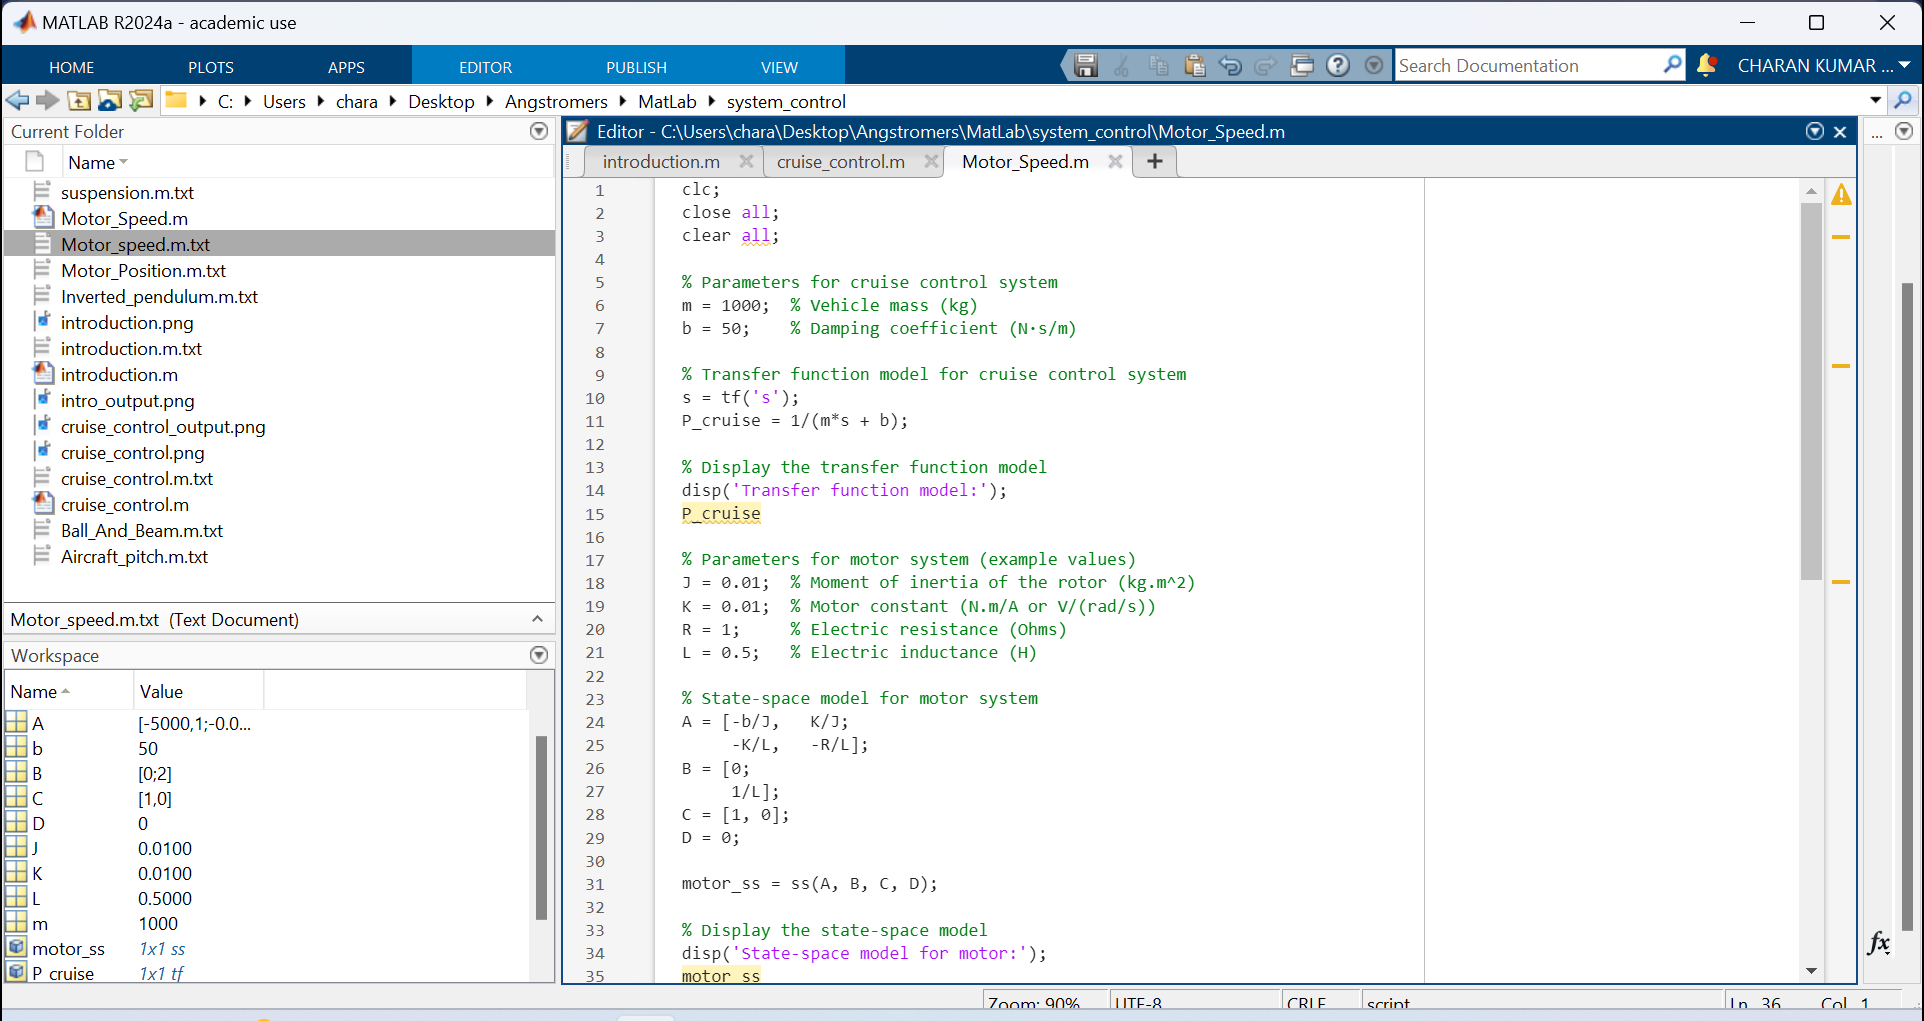 MATLAB R2024a - academic use
HOME PLOTS APPS EDITOR PUBLISH VIEW Search Documentation CHARAN KUMAR ...
C: Users chara Desktop Angstromers MatLab system_control
Current Folder
Name
suspension.m.txt
Motor_Speed.m
Motor_speed.m.txt
Motor_Position.m.txt
Inverted_pendulum.m.txt
introduction.png
introduction.m.txt
introduction.m
intro_output.png
cruise_control_output.png
cruise_control.png
cruise_control.m.txt
cruise_control.m
Ball_And_Beam.m.txt
Aircraft_pitch.m.txt
Motor_speed.m.txt (Text Document)
Workspace
Name Value
A [-5000,1;-0.0...
b 50
B [0;2]
C [1,0]
D 0
J 0.0100
K 0.0100
L 0.5000
m 1000
motor_ss 1x1 ss
P_cruise 1x1 tf
Editor - C:\Users\chara\Desktop\Angstromers\MatLab\system_control\Motor_Speed.m
...
introduction.m cruise_control.m Motor_Speed.m +
1 clc;
2 close all;
3 clear all;
4
5 % Parameters for cruise control system
6 m = 1000; % Vehicle mass (kg)
7 b = 50; % Damping coefficient (N·s/m)
8
9 % Transfer function model for cruise control system
10 s = tf('s');
11 P_cruise = 1/(m*s + b);
12
13 % Display the transfer function model
14 disp('Transfer function model:');
15 P_cruise
16
17 % Parameters for motor system (example values)
18 J = 0.01; % Moment of inertia of the rotor (kg.m^2)
19 K = 0.01; % Motor constant (N.m/A or V/(rad/s))
20 R = 1; % Electric resistance (Ohms)
21 L = 0.5; % Electric inductance (H)
22
23 % State-space model for motor system
24 A = [-b/J, K/J;
25 -K/L, -R/L];
26 B = [0;
27 1/L];
28 C = [1, 0];
29 D = 0;
30
31 motor_ss = ss(A, B, C, D);
32
33 % Display the state-space model
34 disp('State-space model for motor:');
35 motor_ss
fx
Zoom: 90% UTF-8 CRLF script Ln 36 Col 1